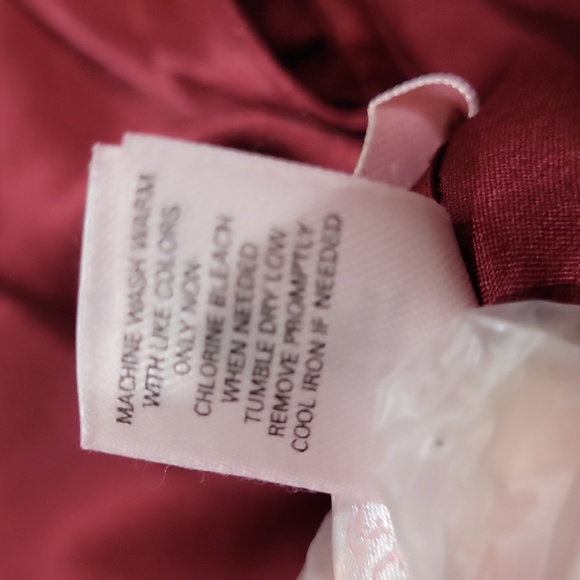 MACHINE WASH WARM
WITH LIKE COLORS
ONLY NON
CHLORINE BLEACH
WHEN NEEDED
TUMBLE DRY LOW
REMOVE PROMPTLY
COOL IRON IF NEEDED